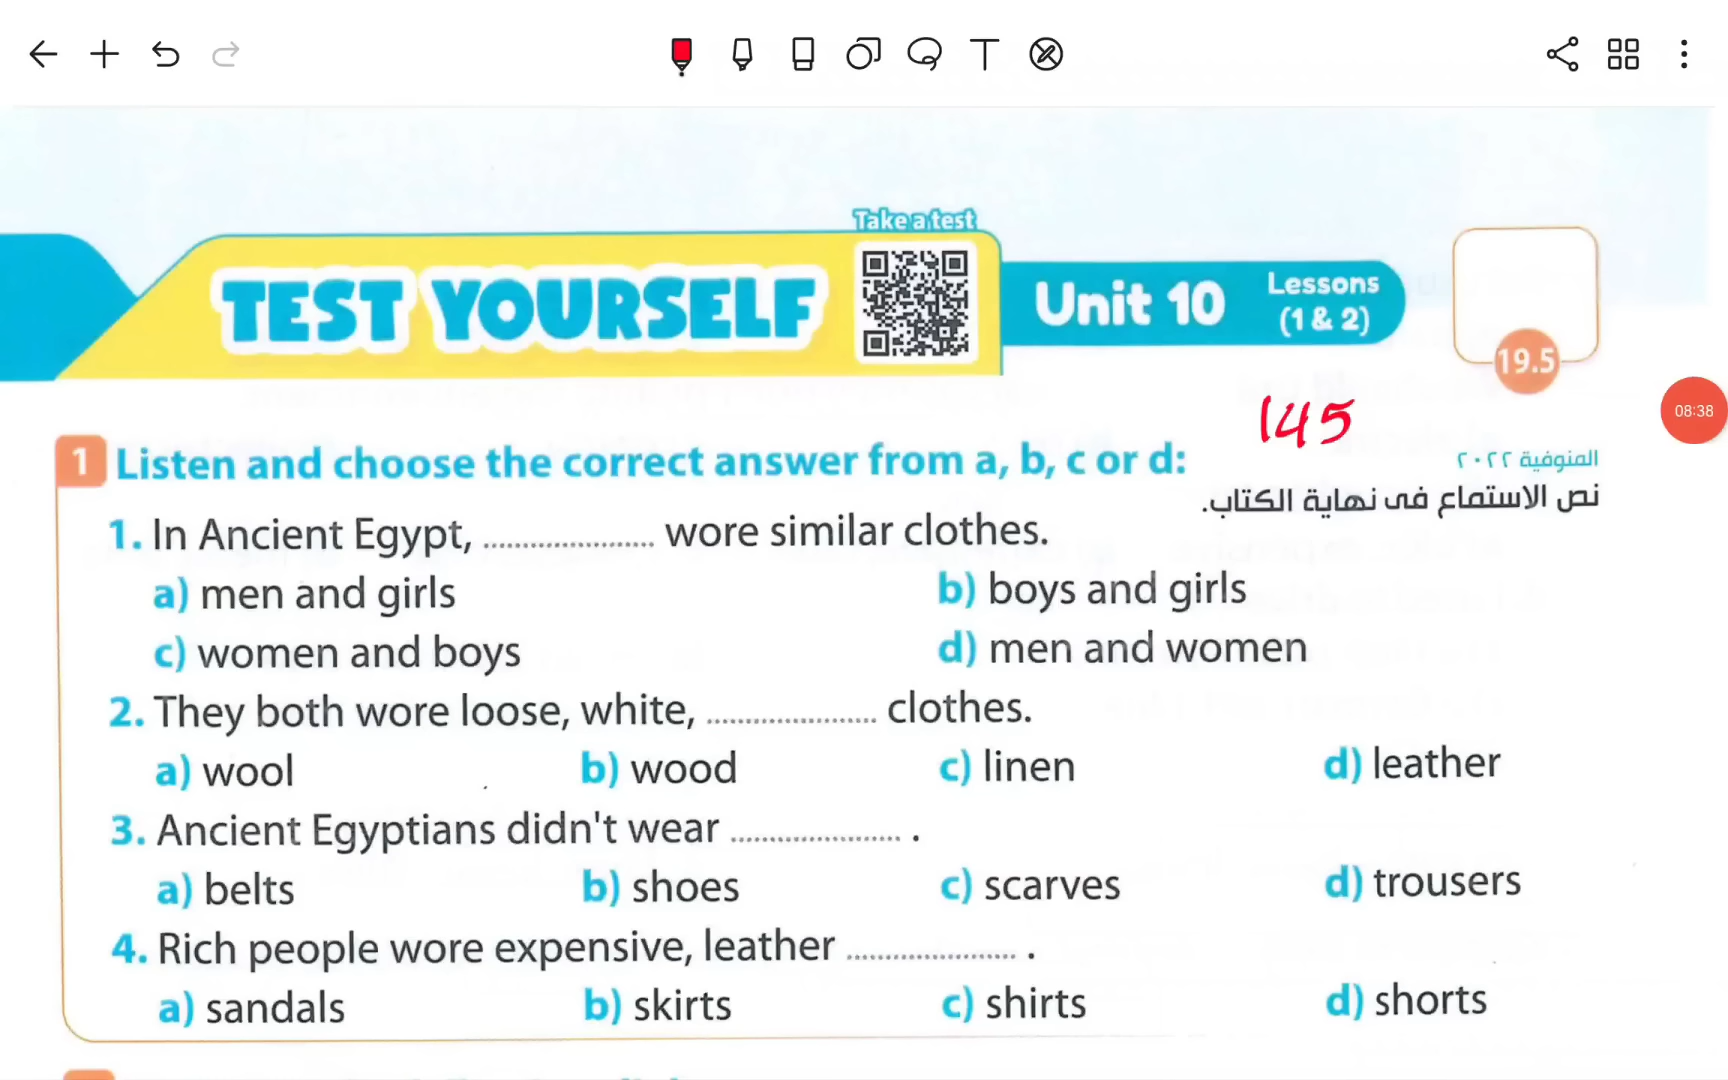 Take a test
TEST YOURSELF
Unit 10
Lessons
(1 & 2)
19.5
145
08:38
1 Listen and choose the correct answer from a, b, c or d:
المنوفية ٢٠٢٢
نص الاستماع فى نهاية الكتاب.
1. In Ancient Egypt, .................... wore similar clothes.
a) men and girls b) boys and girls
c) women and boys d) men and women
2. They both wore loose, white, .................... clothes.
a) wool b) wood c) linen d) leather
3. Ancient Egyptians didn't wear .................... .
a) belts b) shoes c) scarves d) trousers
4. Rich people wore expensive, leather .................... .
a) sandals b) skirts c) shirts d) shorts